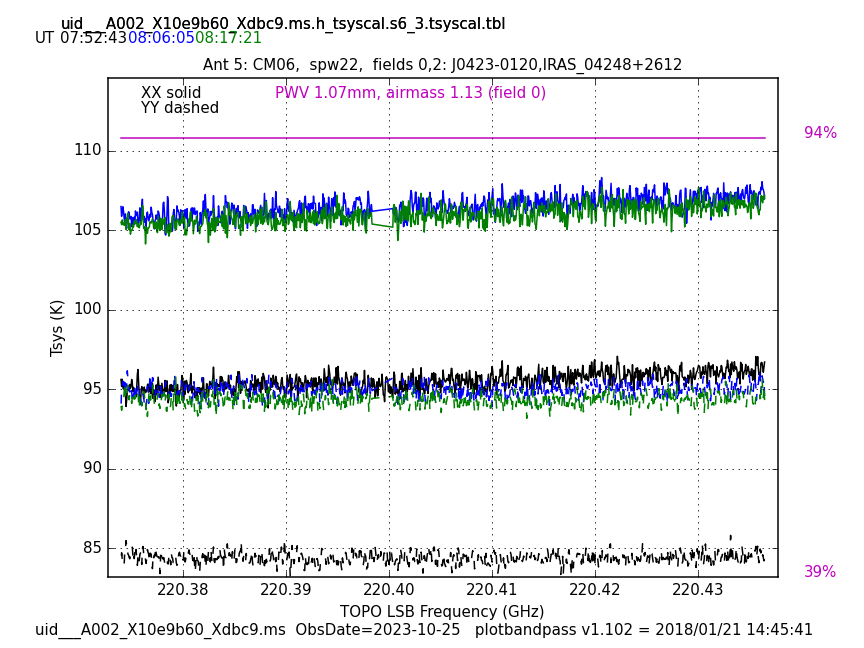 uid___A002_X10e9b60_Xdbc9.ms.h_tsyscal.s6_3.tsyscal.tbl
UT 07:52:43 08:06:05 08:17:21
Ant 5: CM06,  spw22,  fields 0,2: J0423-0120,IRAS_04248+2612
XX solid
PWV 1.07mm, airmass 1.13 (field 0)
YY dashed
94%
110
105
100
95
90
85
Tsys (K)
39%
220.38 220.39 220.40 220.41 220.42 220.43
TOPO LSB Frequency (GHz)
uid___A002_X10e9b60_Xdbc9.ms  ObsDate=2023-10-25   plotbandpass v1.102 = 2018/01/21 14:45:41